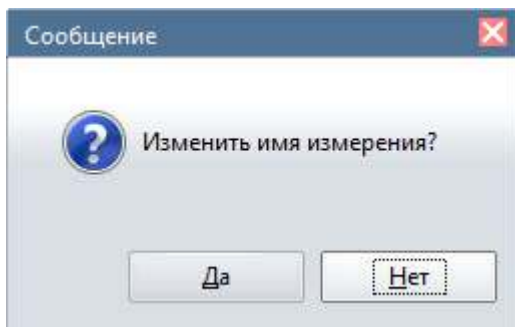 Сообщение
Изменить имя измерения?
Да
Нет